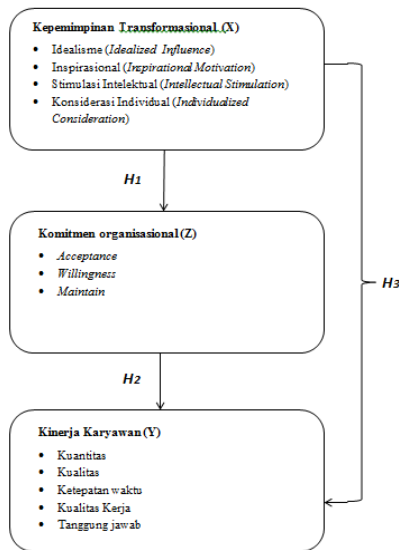 Kepemimpinan Transformasional (X)
• Idealisme (Idealized Influence)
• Inspirasional (Inspirational Motivation)
• Stimulasi Intelektual (Intellectual Stimulation)
• Konsiderasi Individual (Individualized
Consideration)
H1
Komitmen organisasional (Z)
• Acceptance
• Willingness
• Maintain
H3
H2
Kinerja Karyawan (Y)
• Kuantitas
• Kualitas
• Ketepatan waktu
• Kualitas Kerja
• Tanggung jawab